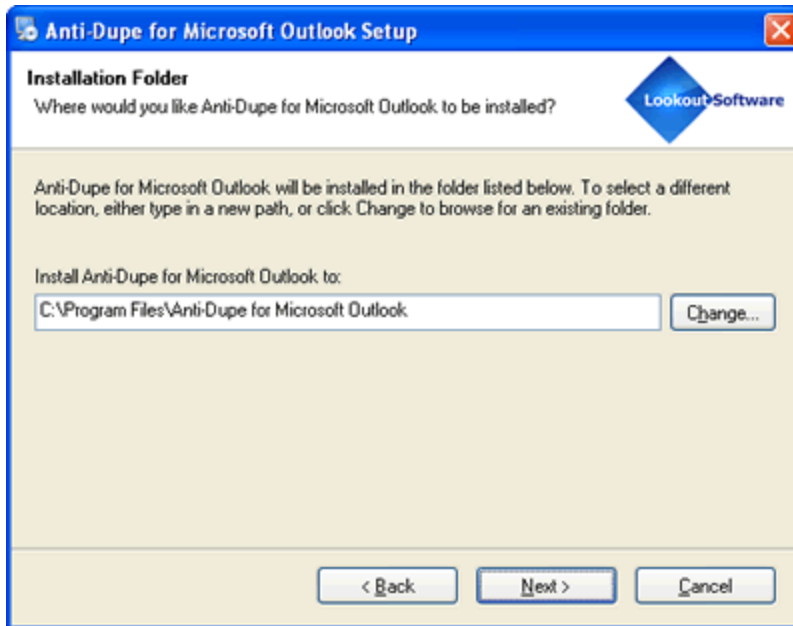 Anti-Dupe for Microsoft Outlook Setup
Installation Folder
Where would you like Anti-Dupe for Microsoft Outlook to be installed?
Lookout Software
Anti-Dupe for Microsoft Outlook will be installed in the folder listed below. To select a different
location, either type in a new path, or click Change to browse for an existing folder.
Install Anti-Dupe for Microsoft Outlook to:
C:\Program Files\Anti-Dupe for Microsoft Outlook
Change...
< Back
Next >
Cancel